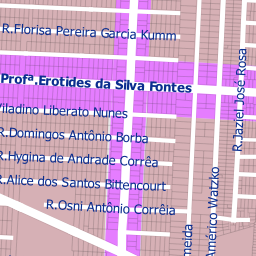 R.Florisa Pereira Garcia Kumm
Profª.Erotides da Silva Fontes
Viladino Liberato Nunes
R.Domingos Antônio Borba
R.Hygina de Andrade Corrêa
R.Alice dos Santos Bittencourt
R.Osni Antônio Corrêia
R.Jaziel José Rosa
Américo Watzko
meida